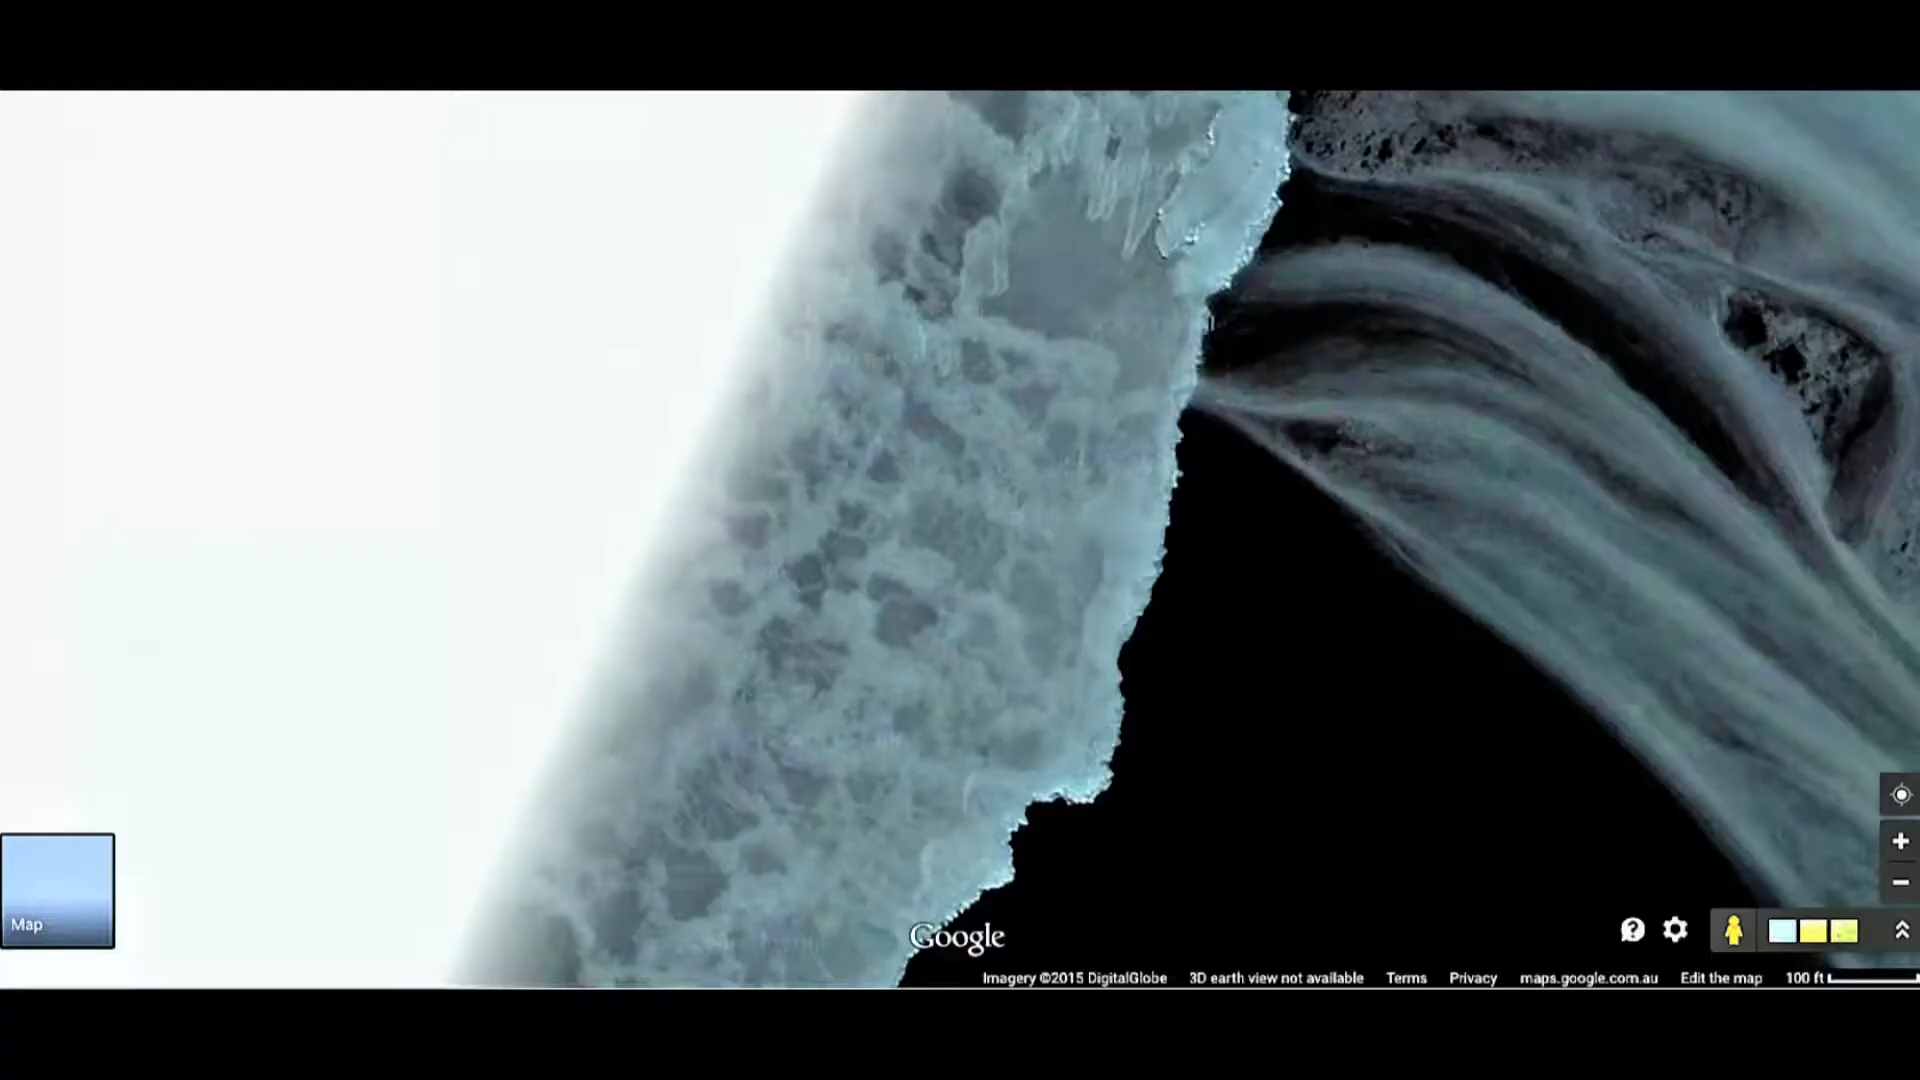 Map
Google
Imagery ©2015 DigitalGlobe 3D earth view not available Terms Privacy maps.google.com.au Edit the map 100 ft